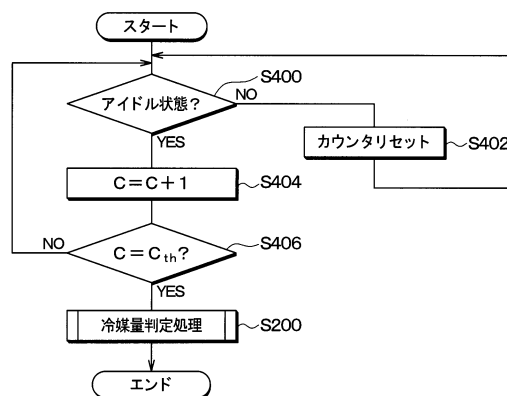 スタート
アイドル状態？
S400
NO
YES
カウンタリセット
S402
C＝C＋1
S404
C＝Cth？
S406
NO
YES
冷媒量判定処理
S200
エンド